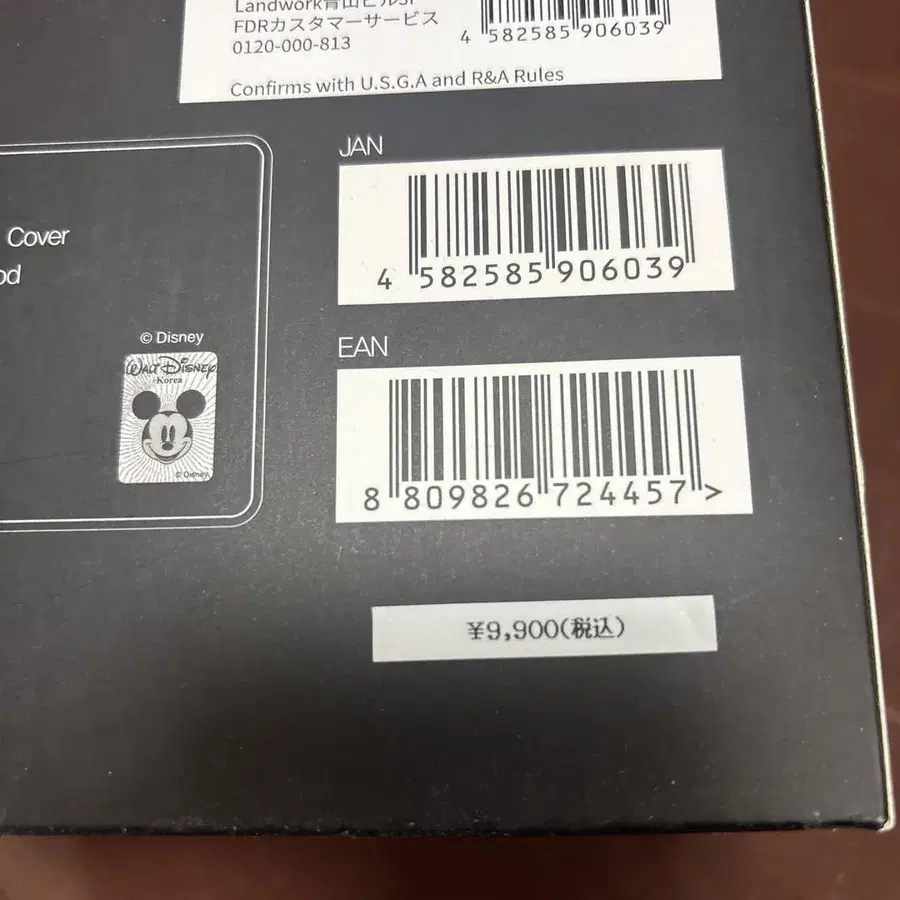 Landwork青山ビル5F
FDRカスタマーサービス
0120-000-813
4 582585 906039
Confirms with U.S.G.A and R&A Rules
JAN
4 582585 906039
Cover
od
© Disney
WALT DISNEY
Korea
© Disney
EAN
8 809826 724457 >
¥9,900(税込)